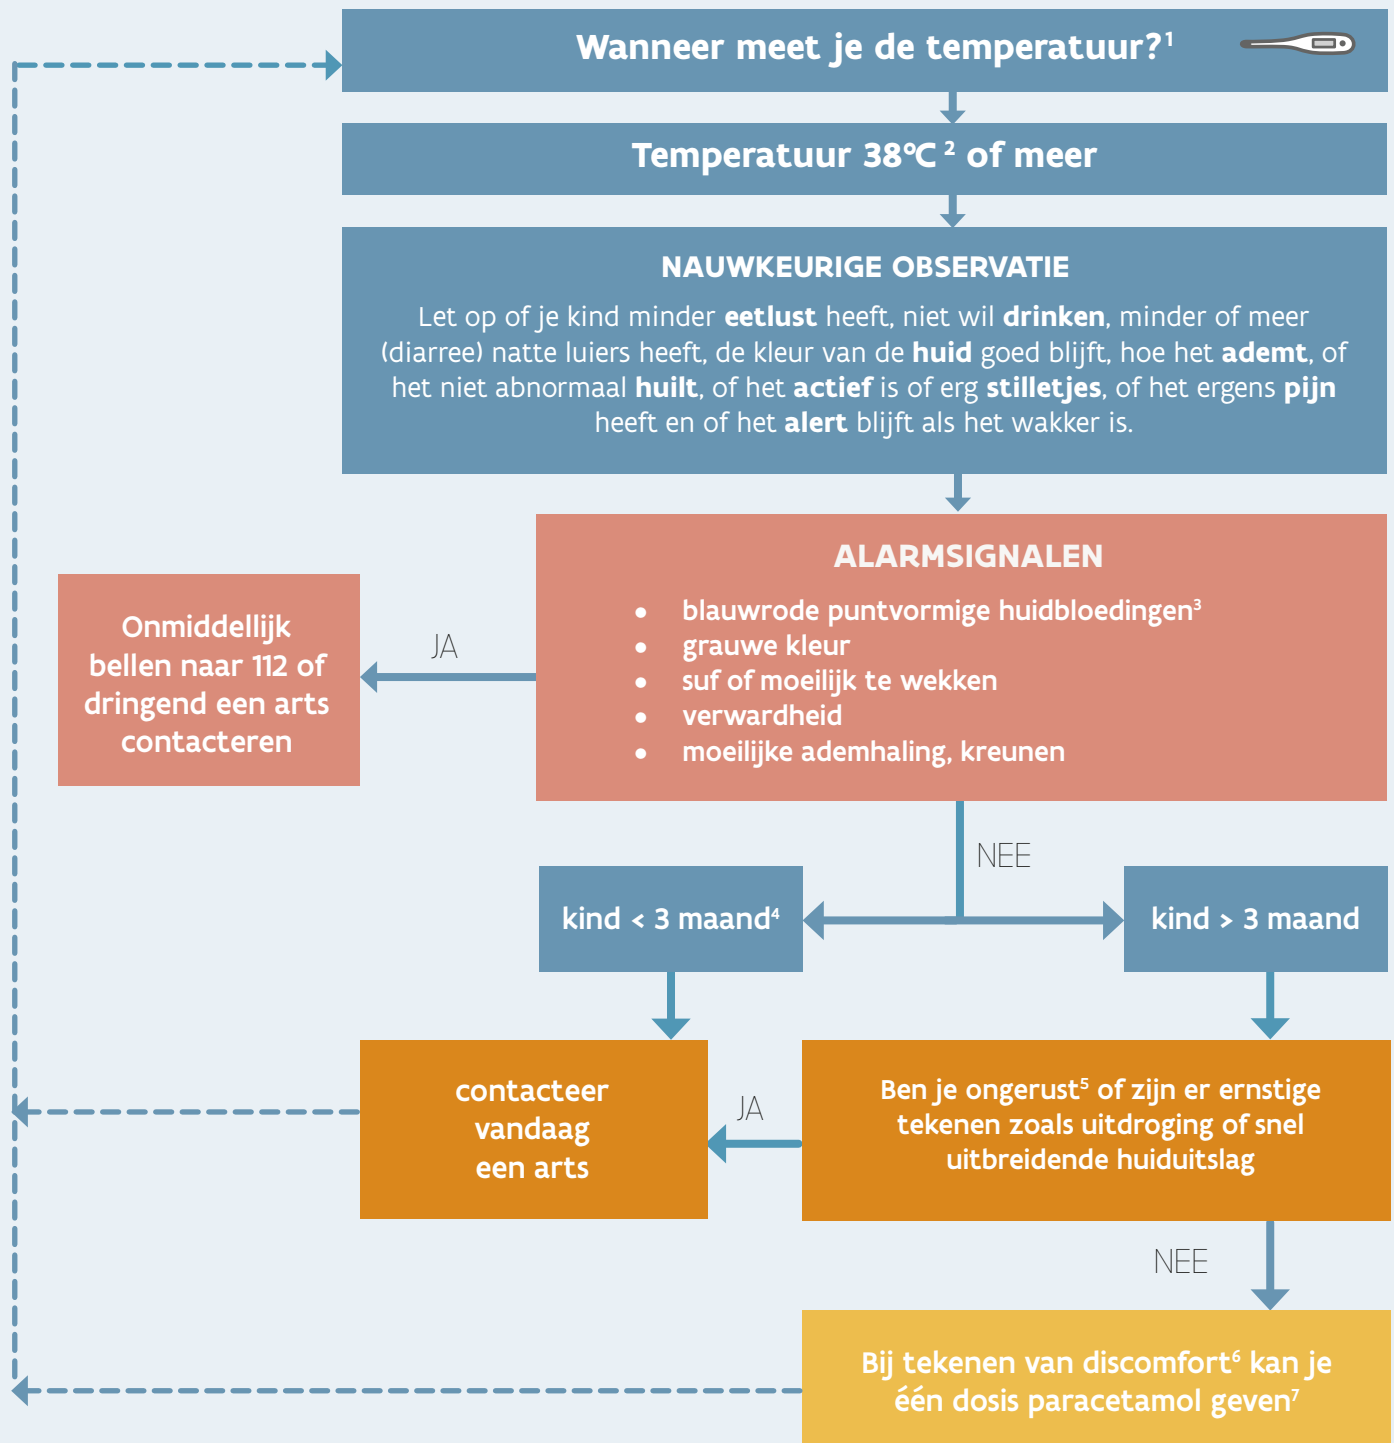 Wanneer meet je de temperatuur?¹
Temperatuur 38°C ² of meer
NAUWKEURIGE OBSERVATIE
Let op of je kind minder eetlust heeft, niet wil drinken, minder of meer
(diarree) natte luiers heeft, de kleur van de huid goed blijft, hoe het ademt, of
het niet abnormaal huilt, of het actief is of erg stilletjes, of het ergens pijn
heeft en of het alert blijft als het wakker is.
ALARMSIGNALEN
• blauwrode puntvormige huidbloedingen³
• grauwe kleur
• suf of moeilijk te wekken
• verwardheid
• moeilijke ademhaling, kreunen
JA
Onmiddellijk
bellen naar 112 of
dringend een arts
contacteren
NEE
kind < 3 maand⁴
kind > 3 maand
contacteer
vandaag
een arts
JA
Ben je ongerust⁵ of zijn er ernstige
tekenen zoals uitdroging of snel
uitbreidende huiduitslag
NEE
Bij tekenen van discomfort⁶ kan je
één dosis paracetamol geven⁷